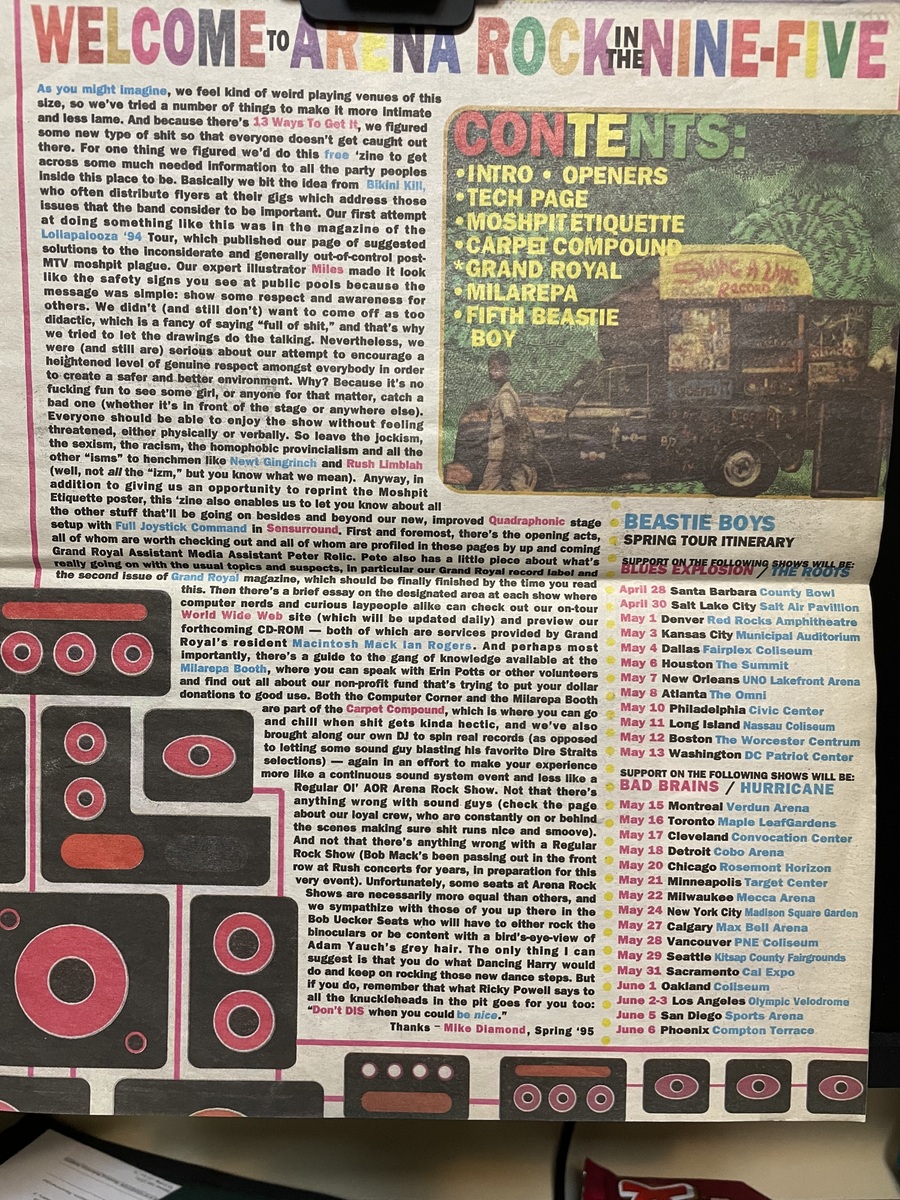 WELCOME TO ARENA ROCK IN THE NINE-FIVE
As you might imagine, we feel kind of weird playing venues of this
size, so we've tried a number of things to make it more intimate
and less lame. And because there's 13 Ways To Get It, we figured
some new type of shit so that everyone doesn't get caught out
there. For one thing we figured we'd do this free 'zine to get
across some much needed information to all the party peoples
inside this place to be. Basically we bit the idea from Bikini Kill,
who often distribute flyers at their gigs which address those
issues that the band consider to be important. Our first attempt
at doing something like this was in the magazine of the
Lollapalooza '94 Tour, which published our page of suggested
solutions to the inconsiderate and generally out-of-control post-
MTV moshpit plague. Our expert illustrator Miles made it look
like the safety signs you see at public pools because the
message was simple: show some respect and awareness for
others. We didn't (and still don't) want to come off as too
didactic, which is a fancy of saying "full of shit," and that's why
we tried to let the drawings do the talking. Nevertheless, we
were (and still are) serious about our attempt to encourage a
heightened level of genuine respect amongst everybody in order
to create a safer and better environment. Why? Because it's no
fucking fun to see some girl, or anyone for that matter, catch a
bad one (whether it's in front of the stage or anywhere else).
Everyone should be able to enjoy the show without feeling
threatened, either physically or verbally. So leave the jockism,
the sexism, the racism, the homophobic provincialism and all the
other "isms" to henchmen like Newt Gingrinch and Rush Limblah
(well, not all the "izm," but you know what we mean). Anyway, in
addition to giving us an opportunity to reprint the Moshpit
Etiquette poster, this 'zine also enables us to let you know about all
the other stuff that'll be going on besides and beyond our new, improved Quadraphonic stage
setup with Full Joystick Command in Sensurround. First and foremost, there's the opening acts,
all of whom are worth checking out and all of whom are profiled in these pages by up and coming
Grand Royal Assistant Media Assistant Peter Relic. Pete also has a little piece about what's
really going on with the usual topics and suspects, in particular our Grand Royal record label and
the second issue of Grand Royal magazine, which should be finally finished by the time you read
this. Then there's a brief essay on the designated area at each show where
computer nerds and curious laypeople alike can check out our on-tour
World Wide Web site (which will be updated daily) and preview our
forthcoming CD-ROM — both of which are services provided by Grand
Royal's resident Macintosh Mack Ian Rogers. And perhaps most
importantly, there's a guide to the gang of knowledge available at the
Milarepa Booth, where you can speak with Erin Potts or other volunteers
and find out all about our non-profit fund that's trying to put your dollar
donations to good use. Both the Computer Corner and the Milarepa Booth
are part of the Carpet Compound, which is where you can go
and chill when shit gets kinda hectic, and we've also
brought along our own DJ to spin real records (as opposed
to letting some sound guy blasting his favorite Dire Straits
selections) — again in an effort to make your experience
more like a continuous sound system event and less like a
Regular Ol' AOR Arena Rock Show. Not that there's
anything wrong with sound guys (check the page
about our loyal crew, who are constantly on or behind
the scenes making sure shit runs nice and smoove).
And not that there's anything wrong with a Regular
Rock Show (Bob Mack's been passing out in the front
row at Rush concerts for years, in preparation for this
very event). Unfortunately, some seats at Arena Rock
Shows are necessarily more equal than others, and
we sympathize with those of you up there in the
Bob Uecker Seats who will have to either rock the
binoculars or be content with a bird's-eye-view of
Adam Yauch's grey hair. The only thing I can
suggest is that you do what Dancing Harry would
do and keep on rocking those new dance steps. But
if you do, remember that what Ricky Powell says to
all the knuckleheads in the pit goes for you too:
"Don't DIS when you could be nice."
Thanks – Mike Diamond, Spring '95
CONTENTS:
• INTRO • OPENERS
• TECH PAGE
• MOSHPIT ETIQUETTE
• CARPET COMPOUND
*GRAND ROYAL
• MILAREPA
• FIFTH BEASTIE
BOY
BEASTIE BOYS
SPRING TOUR ITINERARY
SUPPORT ON THE FOLLOWING SHOWS WILL BE:
BLUES EXPLOSION / THE ROOTS
April 28 Santa Barbara County Bowl
April 30 Salt Lake City Salt Air Pavillion
May 1 Denver Red Rocks Amphitheatre
May 3 Kansas City Municipal Auditorium
May 4 Dallas Fairplex Coliseum
May 6 Houston The Summit
May 7 New Orleans UNO Lakefront Arena
May 8 Atlanta The Omni
May 10 Philadelphia Civic Center
May 11 Long Island Nassau Coliseum
May 12 Boston The Worcester Centrum
May 13 Washington DC Patriot Center
SUPPORT ON THE FOLLOWING SHOWS WILL BE:
BAD BRAINS / HURRICANE
May 15 Montreal Verdun Arena
May 16 Toronto Maple LeafGardens
May 17 Cleveland Convocation Center
May 18 Detroit Cobo Arena
May 20 Chicago Rosemont Horizon
May 21 Minneapolis Target Center
May 22 Milwaukee Mecca Arena
May 24 New York City Madison Square Garden
May 27 Calgary Max Bell Arena
May 28 Vancouver PNE Coliseum
May 29 Seattle Kitsap County Fairgrounds
May 31 Sacramento Cal Expo
June 1 Oakland Coliseum
June 2-3 Los Angeles Olympic Velodrome
June 5 San Diego Sports Arena
June 6 Phoenix Compton Terrace